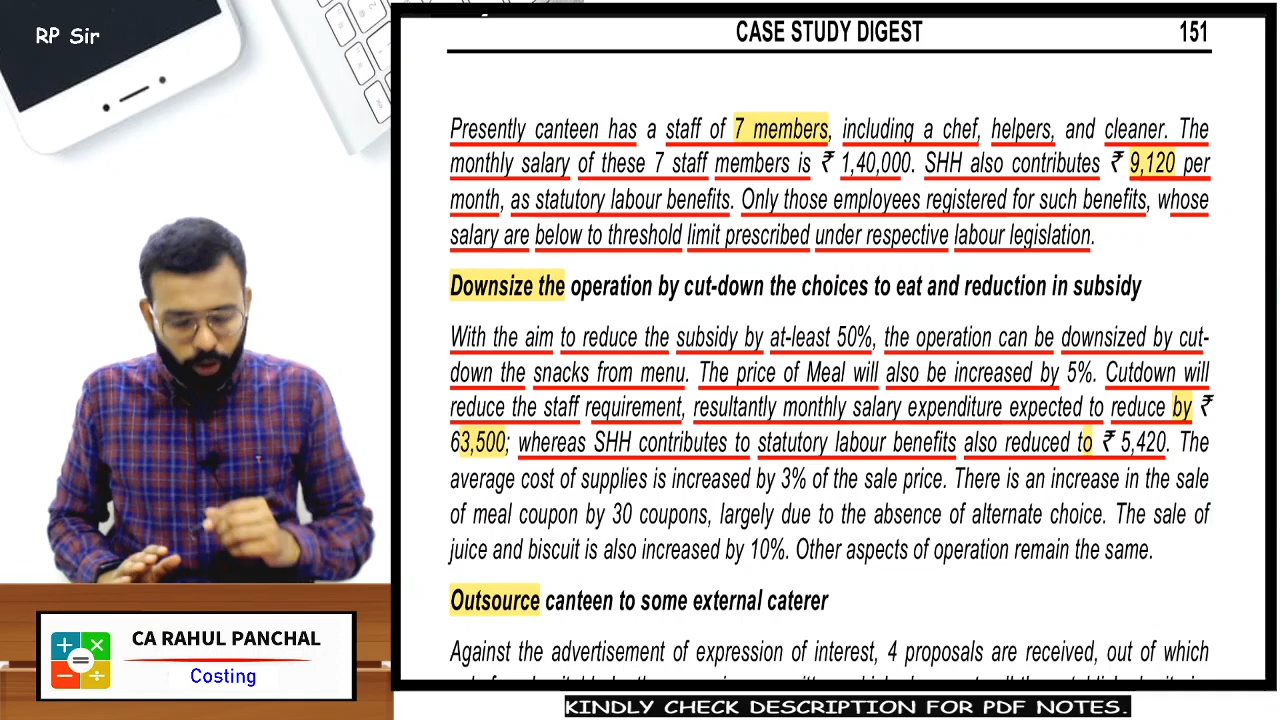 RP Sir
CASE STUDY DIGEST 151
Presently canteen has a staff of 7 members, including a chef, helpers, and cleaner. The
monthly salary of these 7 staff members is ₹ 1,40,000. SHH also contributes ₹ 9,120 per
month, as statutory labour benefits. Only those employees registered for such benefits, whose
salary are below to threshold limit prescribed under respective labour legislation.
Downsize the operation by cut-down the choices to eat and reduction in subsidy
With the aim to reduce the subsidy by at-least 50%, the operation can be downsized by cut-
down the snacks from menu. The price of Meal will also be increased by 5%. Cutdown will
reduce the staff requirement, resultantly monthly salary expenditure expected to reduce by ₹
63,500; whereas SHH contributes to statutory labour benefits also reduced to ₹ 5,420. The
average cost of supplies is increased by 3% of the sale price. There is an increase in the sale
of meal coupon by 30 coupons, largely due to the absence of alternate choice. The sale of
juice and biscuit is also increased by 10%. Other aspects of operation remain the same.
Outsource canteen to some external caterer
Against the advertisement of expression of interest, 4 proposals are received, out of which
CA RAHUL PANCHAL
Costing
KINDLY CHECK DESCRIPTION FOR PDF NOTES.